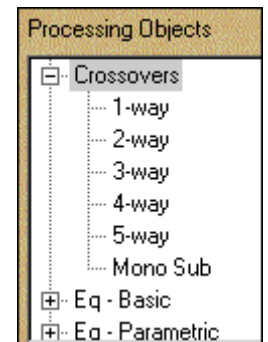 Processing Objects
Crossovers
1-way
2-way
3-way
4-way
5-way
Mono Sub
Eq - Basic
Eq - Parametric